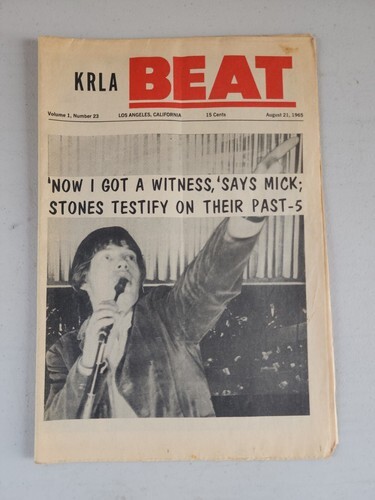 KRLA BEAT
Volume 1, Number 23 LOS ANGELES, CALIFORNIA 15 Cents August 21, 1965
'NOW I GOT A WITNESS,'SAYS MICK;
STONES TESTIFY ON THEIR PAST-5